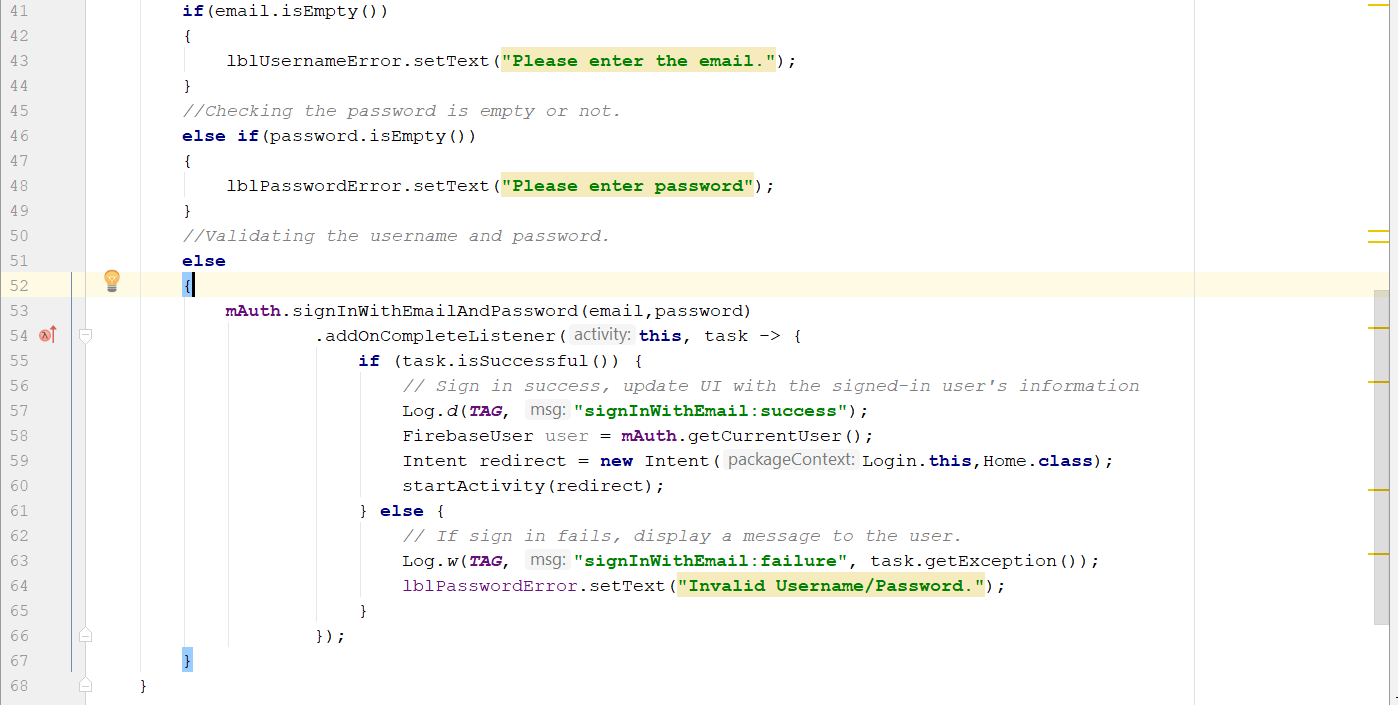 41 if(email.isEmpty())
42 {
43 lblUsernameError.setText("Please enter the email.");
44 }
45 //Checking the password is empty or not.
46 else if(password.isEmpty())
47 {
48 lblPasswordError.setText("Please enter password");
49 }
50 //Validating the username and password.
51 else
52 {
53 mAuth.signInWithEmailAndPassword(email,password)
54 .addOnCompleteListener( activity: this, task -> {
55 if (task.isSuccessful()) {
56 // Sign in success, update UI with the signed-in user's information
57 Log.d(TAG, msg: "signInWithEmail:success");
58 FirebaseUser user = mAuth.getCurrentUser();
59 Intent redirect = new Intent( packageContext: Login.this,Home.class);
60 startActivity(redirect);
61 } else {
62 // If sign in fails, display a message to the user.
63 Log.w(TAG, msg: "signInWithEmail:failure", task.getException());
64 lblPasswordError.setText("Invalid Username/Password.");
65 }
66 });
67 }
68 }